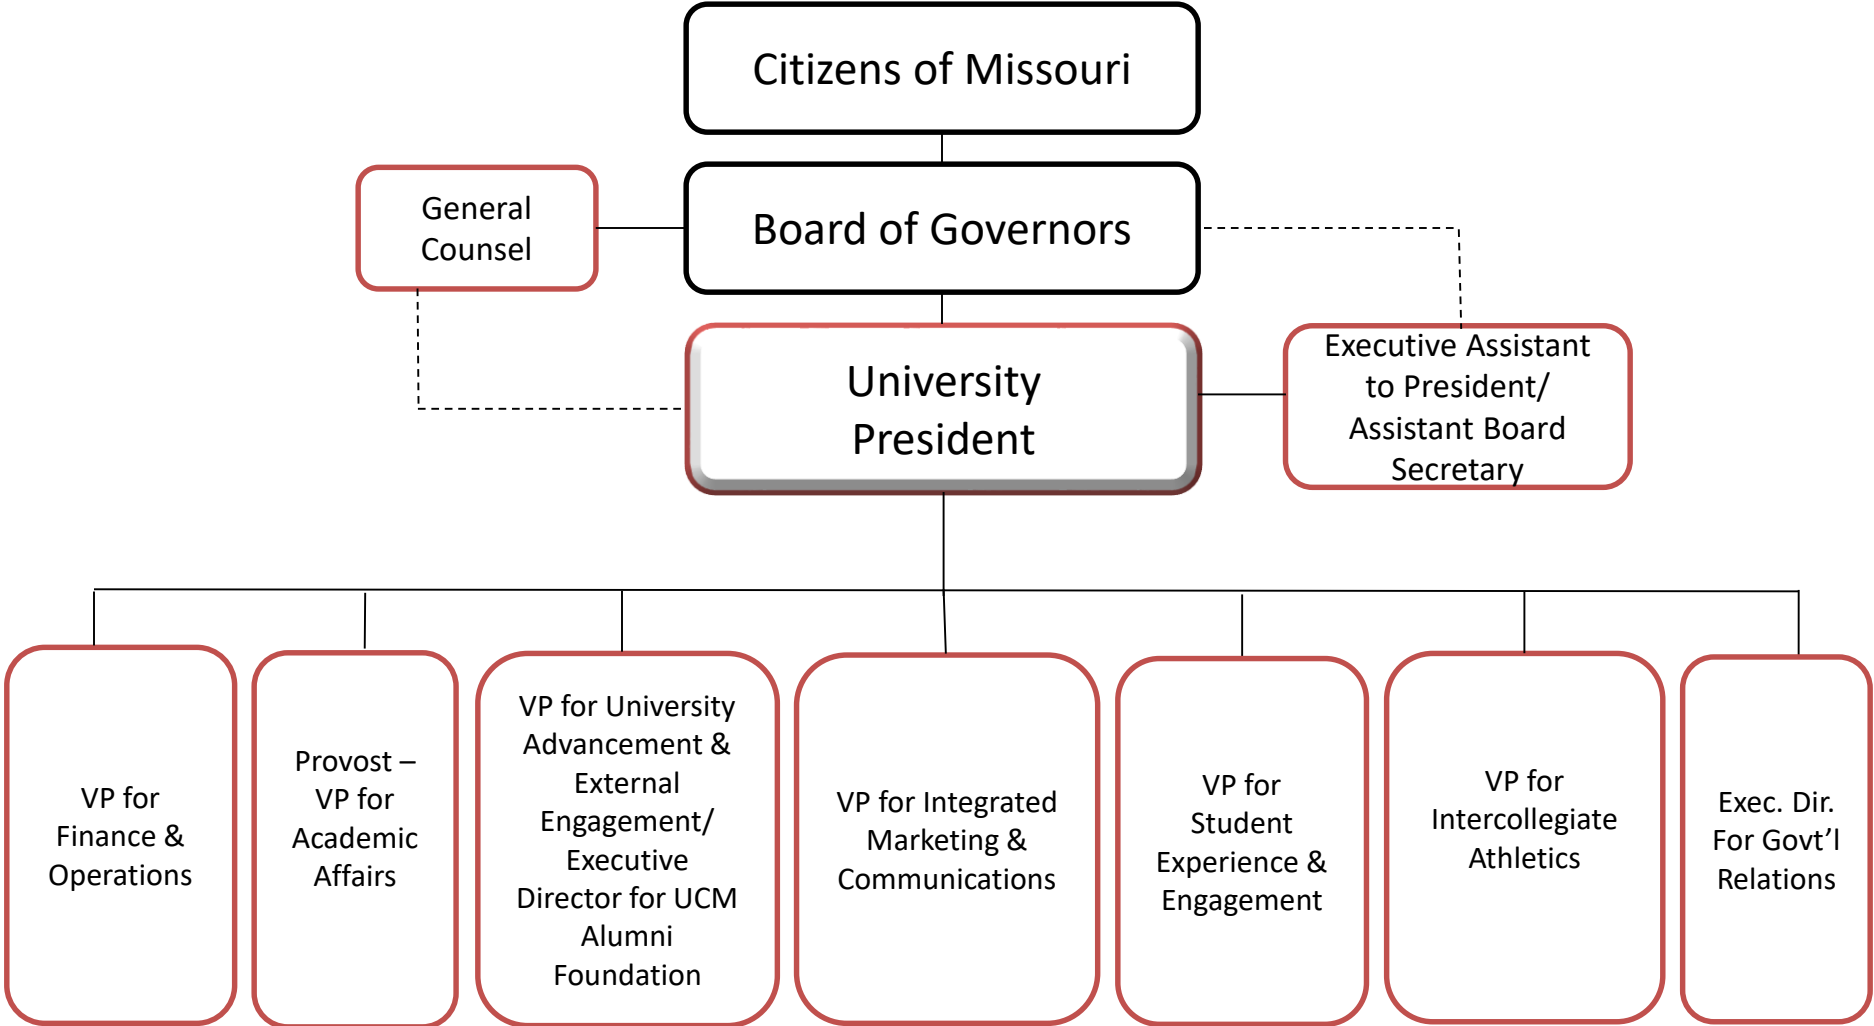 Citizens of Missouri
General
Counsel
Board of Governors
University
President
Executive Assistant
to President/
Assistant Board
Secretary
VP for
Finance &
Operations
Provost –
VP for
Academic
Affairs
VP for University
Advancement &
External
Engagement/
Executive
Director for UCM
Alumni
Foundation
VP for Integrated
Marketing &
Communications
VP for
Student
Experience &
Engagement
VP for
Intercollegiate
Athletics
Exec. Dir.
For Govt’l
Relations